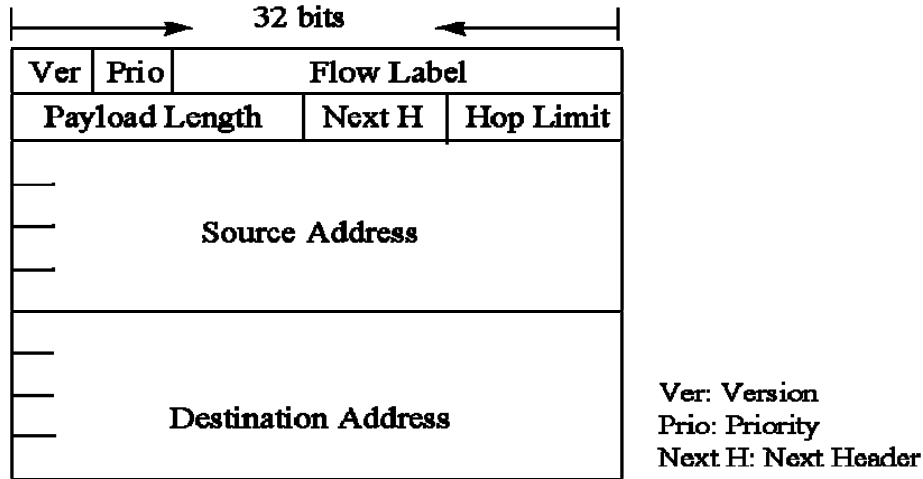 32 bits
Ver Prio Flow Label
Payload Length Next H Hop Limit
Source Address
Destination Address
Ver: Version
Prio: Priority
Next H: Next Header